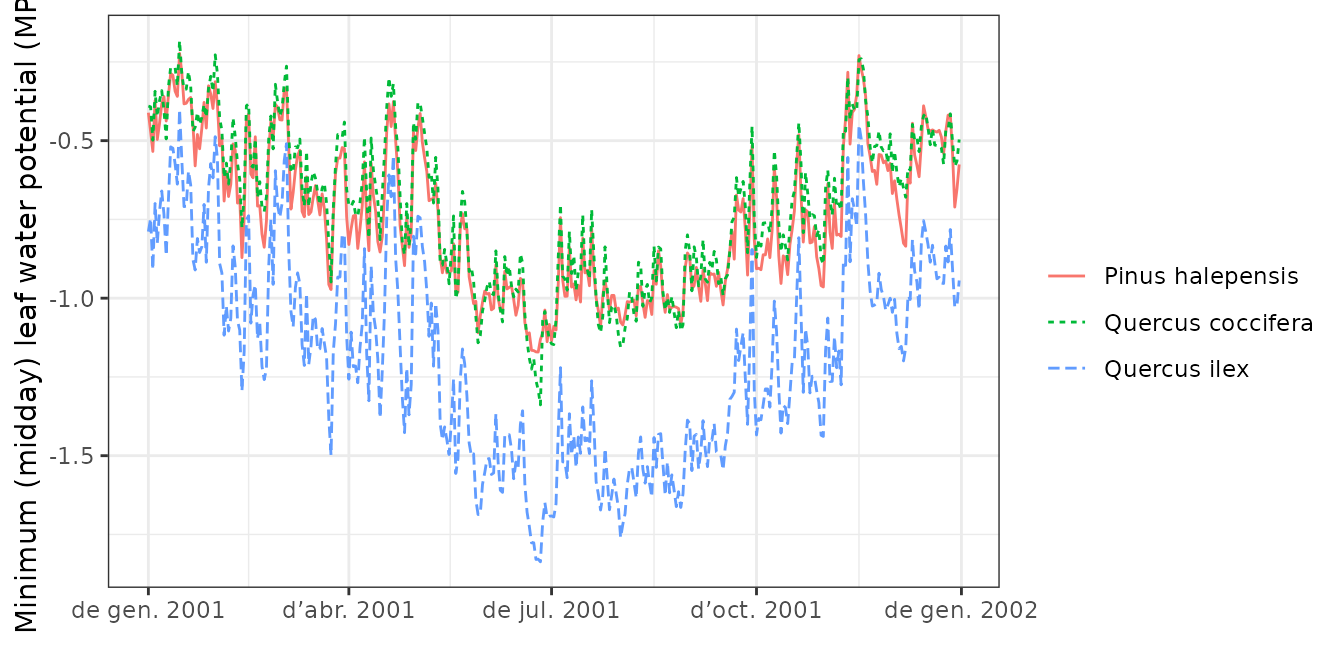 Minimum (midday) leaf water potential (MP
-0.5
-1.0
-1.5
de gen. 2001
d’abr. 2001
de jul. 2001
d’oct. 2001
de gen. 2002
Pinus halepensis
Quercus coccifera
Quercus ilex